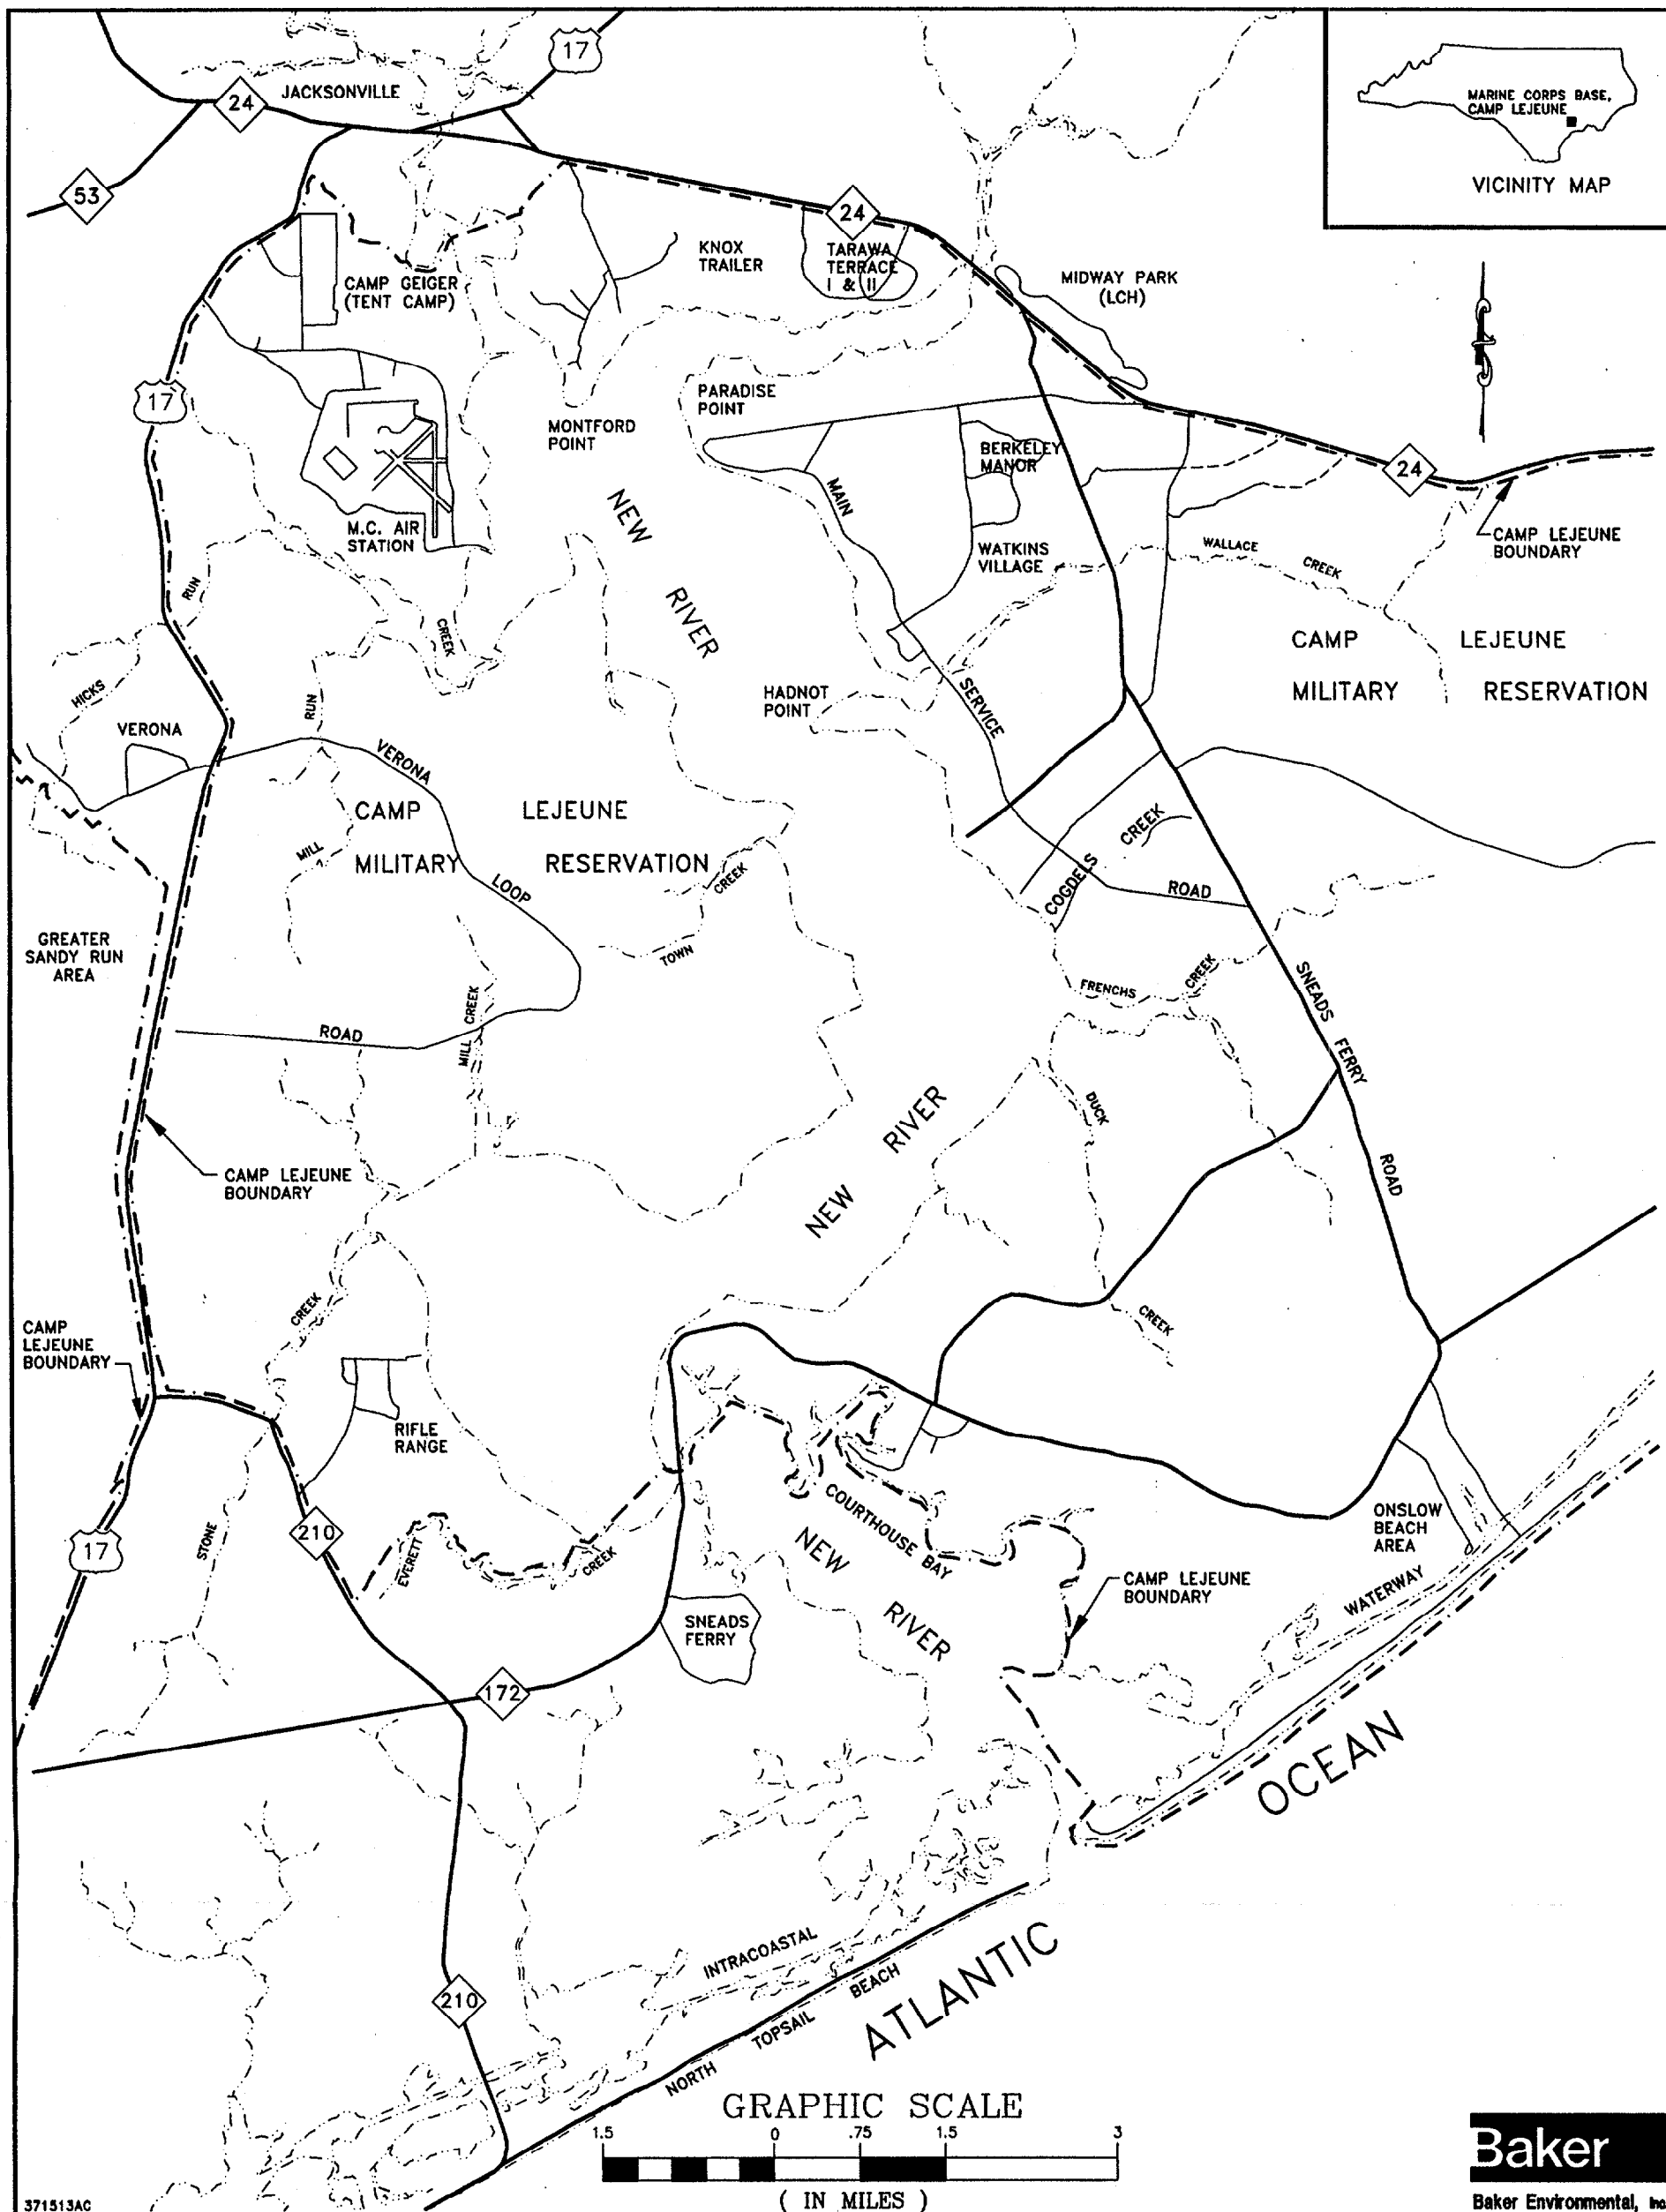 17
JACKSONVILLE
24
53
MARINE CORPS BASE,
CAMP LEJEUNE
VICINITY MAP
24
KNOX
TRAILER
TARAWA
TERRACE
I & II
MIDWAY PARK
(LCH)
CAMP GEIGER
(TENT CAMP)
17
PARADISE
POINT
MONTFORD
POINT
BERKELEY
MANOR
24
MAIN
NEW
RIVER
M.C. AIR
STATION
CAMP LEJEUNE
BOUNDARY
WATKINS
VILLAGE
WALLACE
CREEK
RUN
CREEK
CAMP LEJEUNE
MILITARY RESERVATION
HICKS
RUN
HADNOT
POINT
SERVICE
VERONA
VERONA
CAMP LEJEUNE
MILITARY RESERVATION
MILL
LOOP
CREEK
TOWN
CREEK
COGDELS
ROAD
GREATER
SANDY RUN
AREA
FRENCHS
CREEK
SNEADS
FERRY
ROAD
ROAD
MILL CREEK
DUCK
NEW
RIVER
CAMP LEJEUNE
BOUNDARY
CREEK
CREEK
CAMP
LEJEUNE
BOUNDARY
RIFLE
RANGE
COURTHOUSE BAY
NEW
RIVER
ONSLOW
BEACH
AREA
17
210
STONE
EVERETT
CREEK
CAMP LEJEUNE
BOUNDARY
WATERWAY
SNEADS
FERRY
172
OCEAN
INTRACOASTAL
210
NORTH TOPSAIL BEACH
ATLANTIC
GRAPHIC SCALE
1.5 0 .75 1.5 3
( IN MILES )
Baker
Baker Environmental, Inc
371513AC